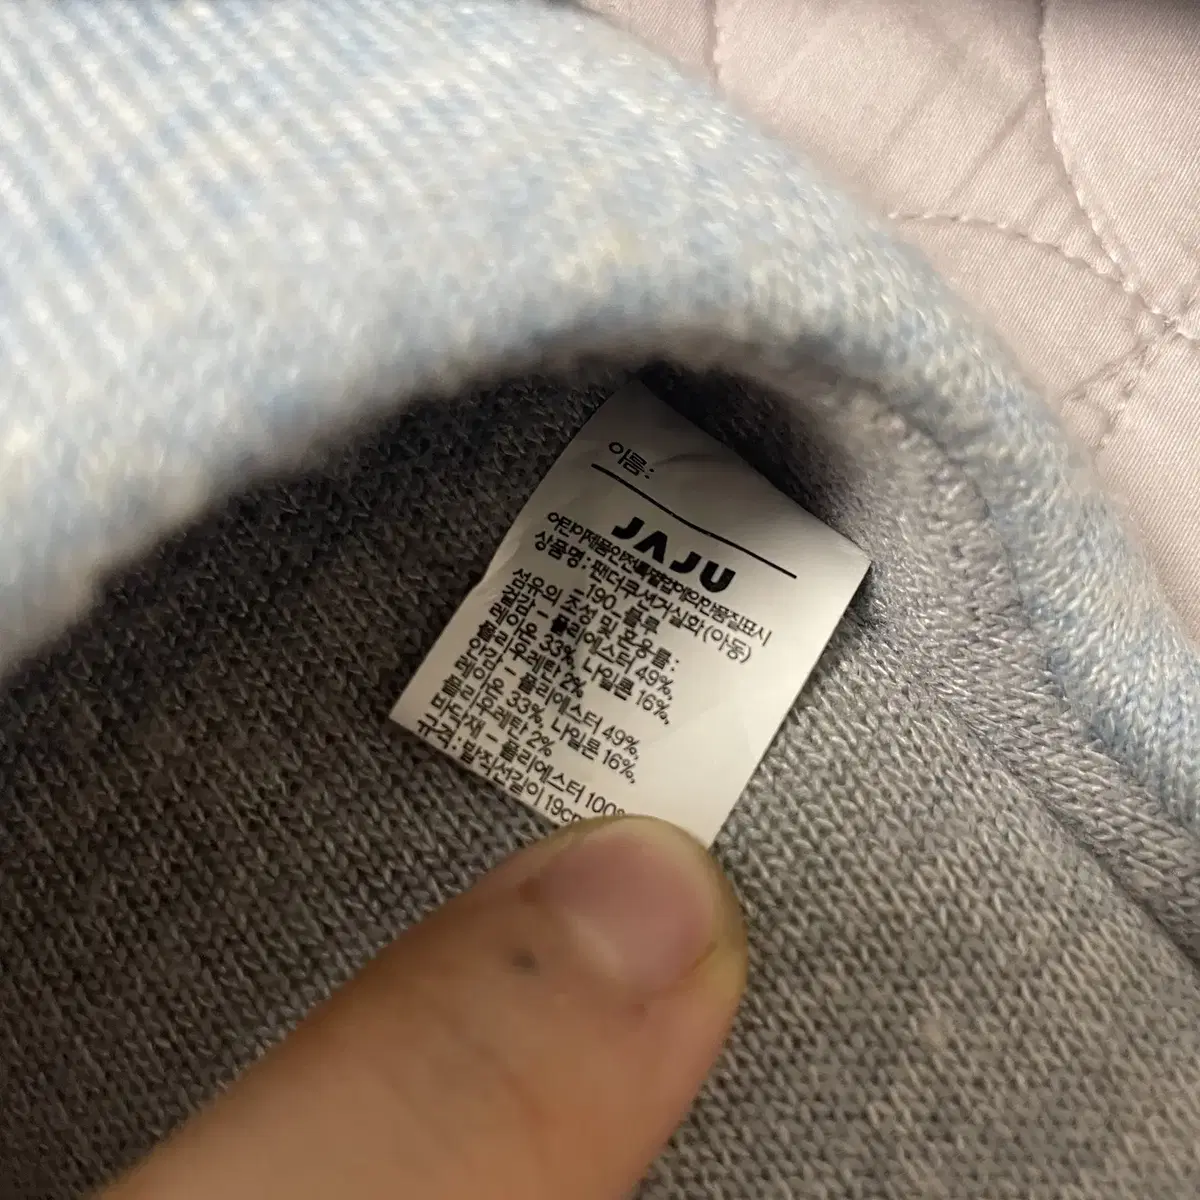 이름:
JAJU
어린이제품안전특별법에의한품질표시
상품명: 팬더쿠션거실화(아동)
190, 블루
섬유의 조성 및 혼용률:
겉감 - 폴리에스터 49%,
레이온 33%, 나일론 16%,
폴리우레탄 2%
안감 - 폴리에스터 49%,
레이온 33%, 나일론 16%,
폴리우레탄 2%
바닥재 - 폴리에스터 100%
규격: 발직선길이 19cm